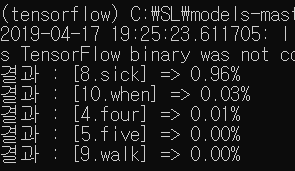 (tensorflow) C:\SL\models-mast
2019-04-17 19:25:23.611705: I
s TensorFlow binary was not co
결과 : [8.sick] => 0.96%
결과 : [10.when] => 0.03%
결과 : [4.four] => 0.01%
결과 : [5.five] => 0.00%
결과 : [9.walk] => 0.00%